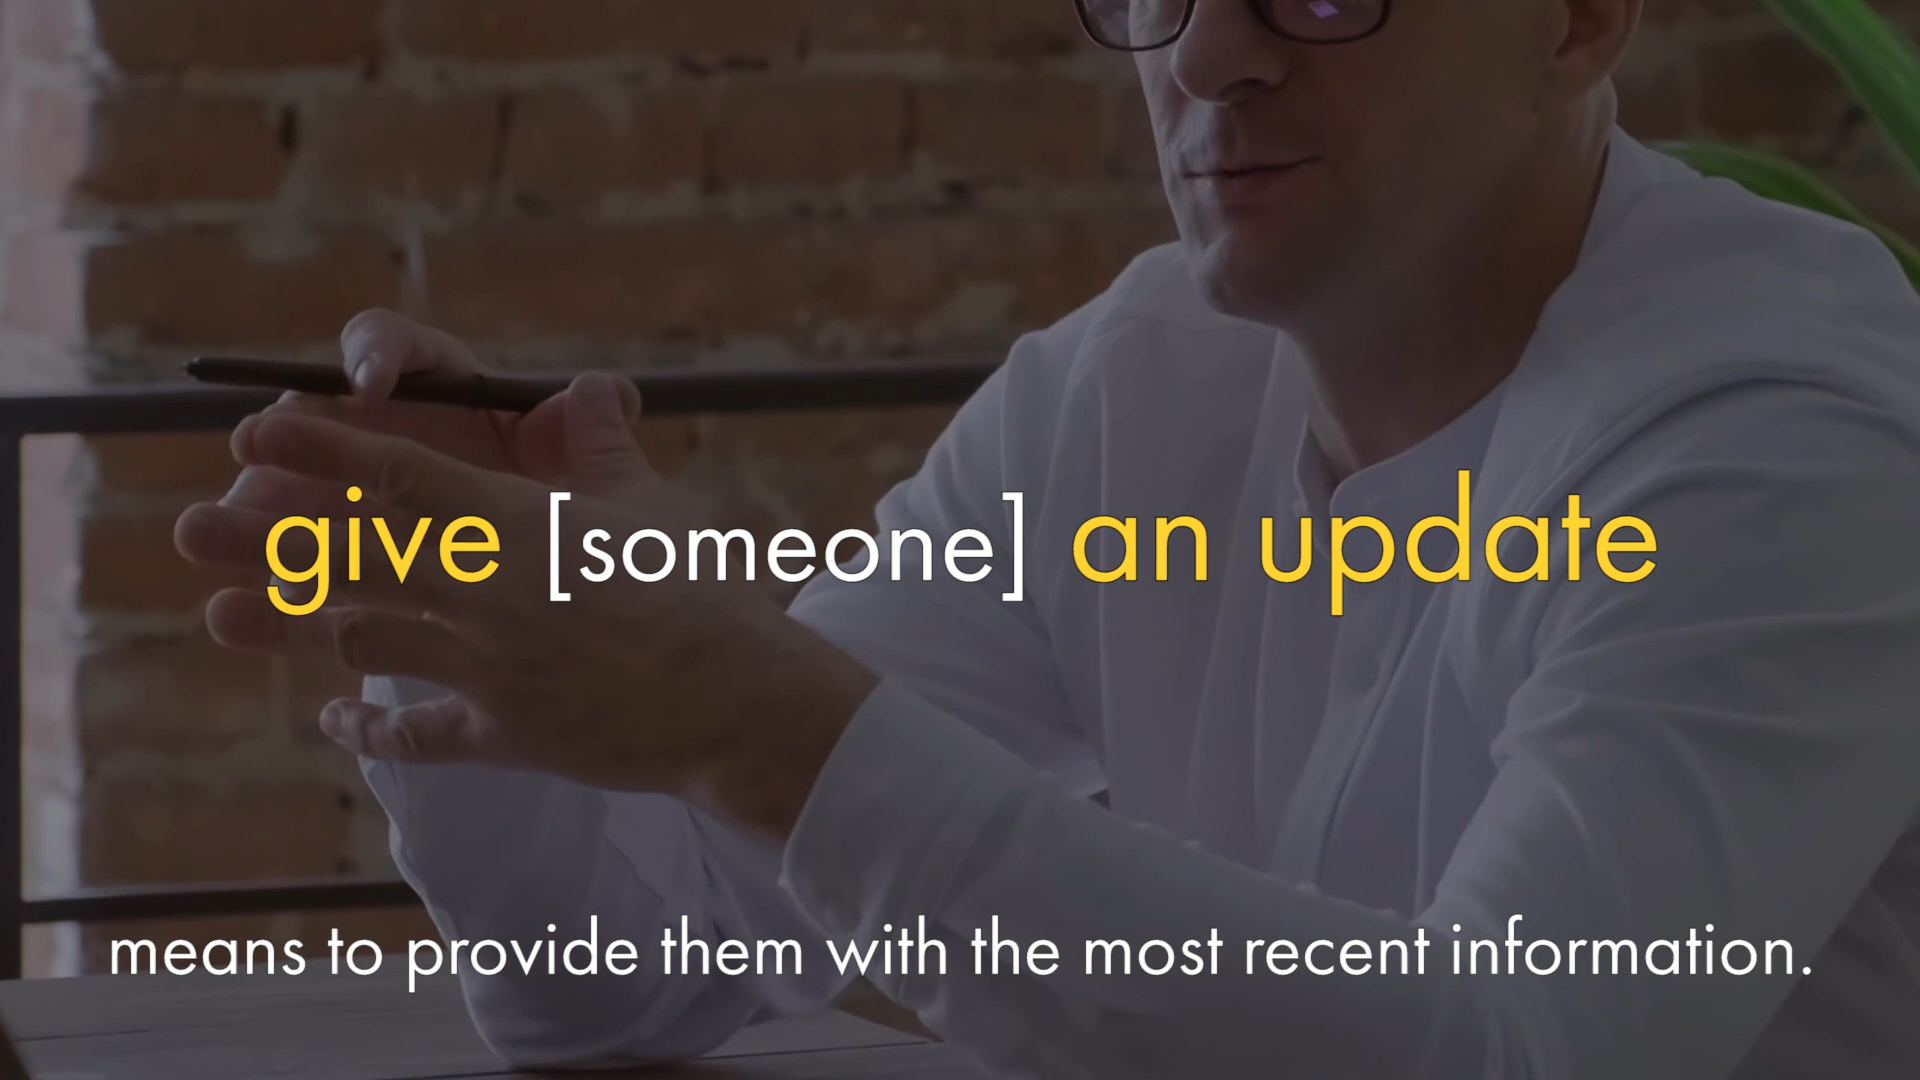 give [someone] an update
means to provide them with the most recent information.